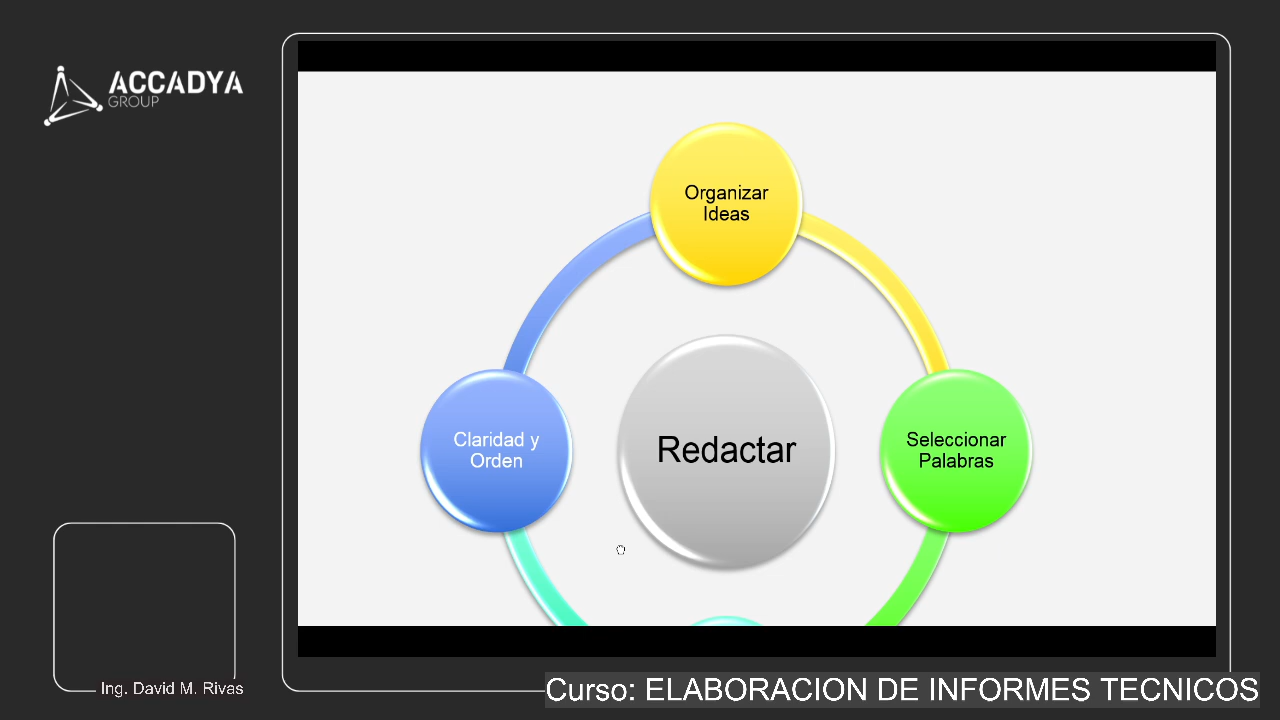 ACCADYA
GROUP
Organizar
Ideas
Claridad y
Orden
Redactar
Seleccionar
Palabras
Ing. David M. Rivas
Curso: ELABORACION DE INFORMES TECNICOS